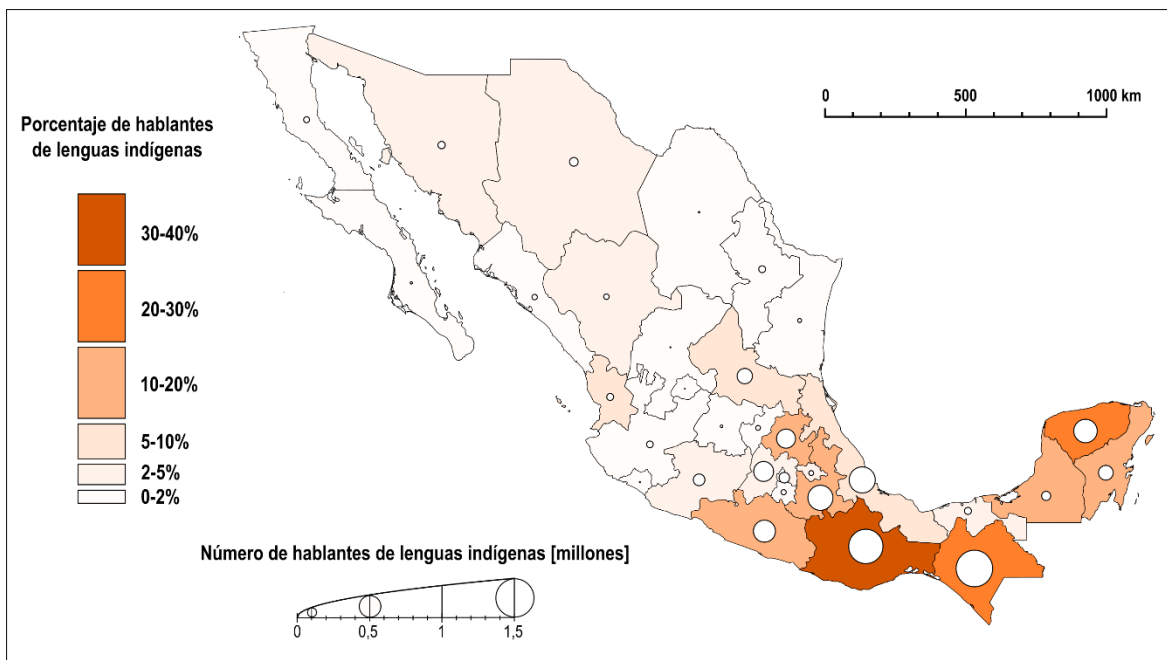 0 500 1000 km
Porcentaje de hablantes
de lenguas indígenas
30-40%
20-30%
10-20%
5-10%
2-5%
0-2%
Número de hablantes de lenguas indígenas [millones]
0 0,5 1 1,5